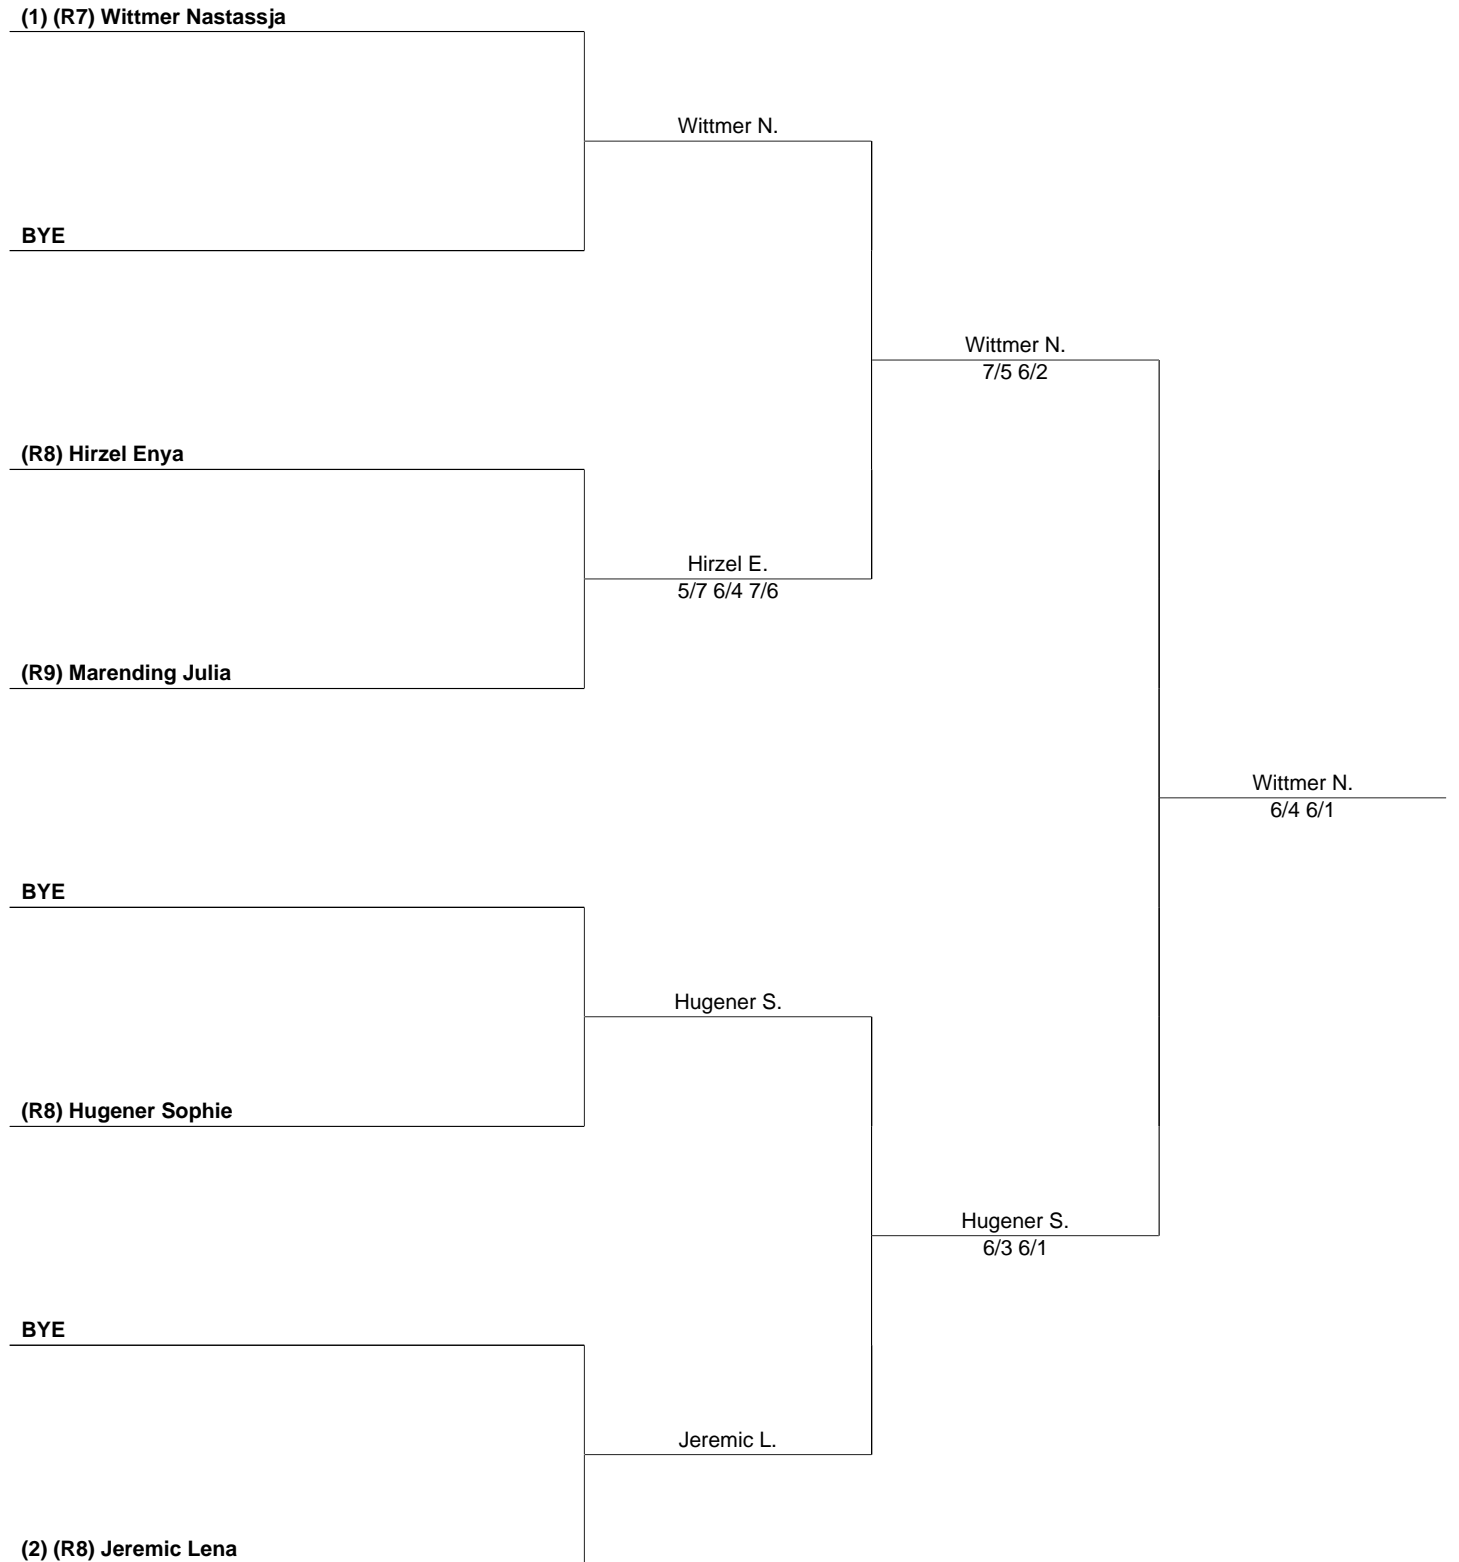 (1) (R7) Wittmer Nastassja
Wittmer N.
BYE
Wittmer N.
7/5 6/2
(R8) Hirzel Enya
Hirzel E.
5/7 6/4 7/6
(R9) Marending Julia
Wittmer N.
6/4 6/1
BYE
Hugener S.
(R8) Hugener Sophie
Hugener S.
6/3 6/1
BYE
Jeremic L.
(2) (R8) Jeremic Lena